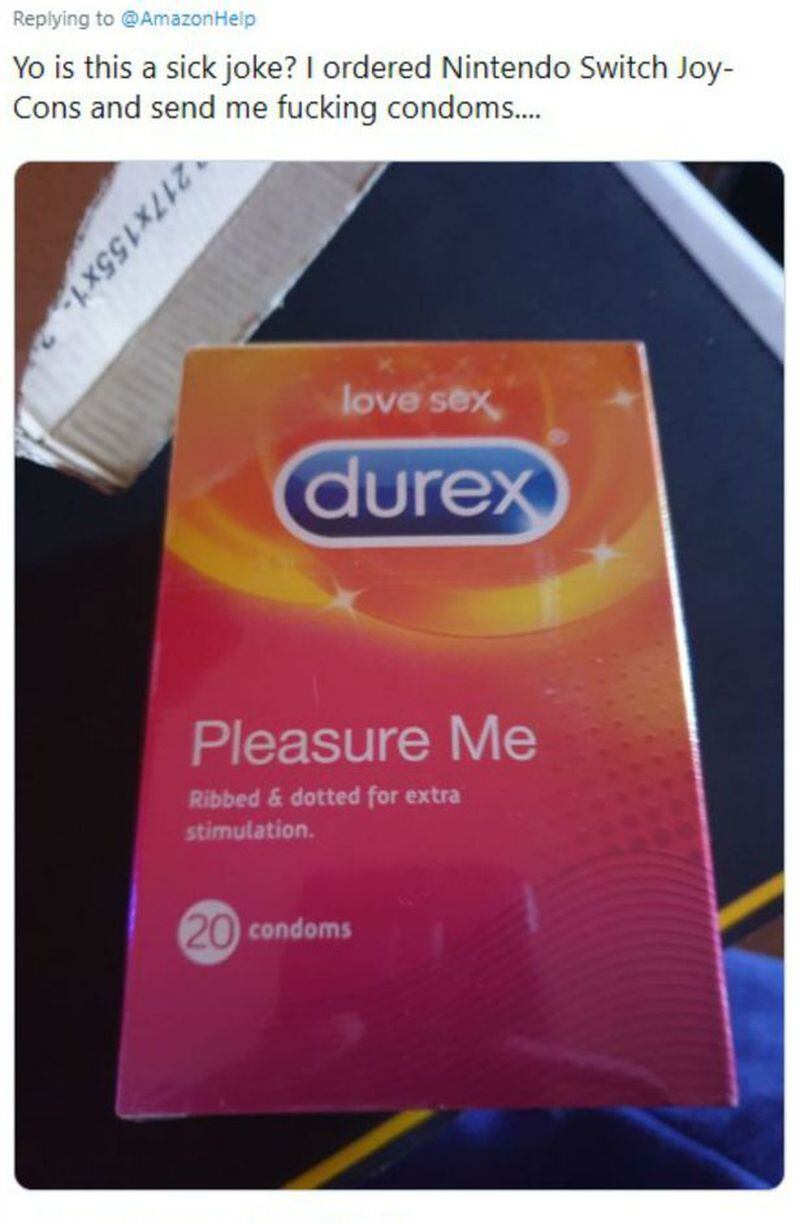 Replying to @AmazonHelp
Yo is this a sick joke? I ordered Nintendo Switch Joy-
Cons and send me fucking condoms....
217x155x1
love sex
durex
Pleasure Me
Ribbed & dotted for extra
stimulation.
20 condoms